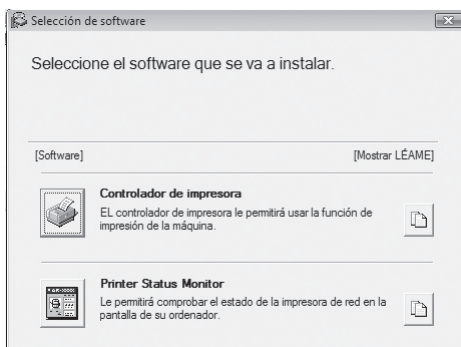 Selección de software
Seleccione el software que se va a instalar.
[Software] [Mostrar LÉAME]
Controlador de impresora
EL controlador de impresora le permitirá usar la función de
impresión de la máquina.
Printer Status Monitor
Le permitirá comprobar el estado de la impresora de red en la
pantalla de su ordenador.